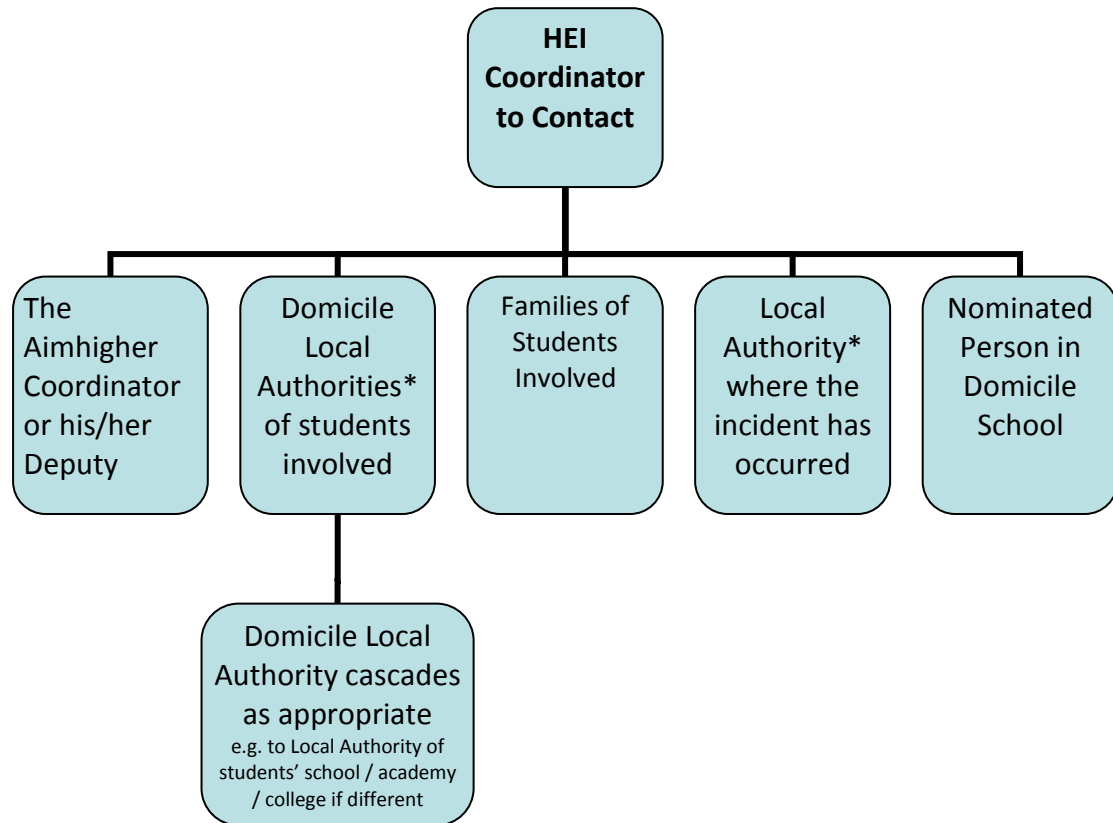 HEI
Coordinator
to Contact
The
Aimhigher
Coordinator
or his/her
Deputy
Domicile
Local
Authorities*
of students
involved
Families of
Students
Involved
Local
Authority*
where the
incident has
occurred
Nominated
Person in
Domicile
School
Domicile Local
Authority cascades
as appropriate
e.g. to Local Authority of
students’ school / academy
/ college if different